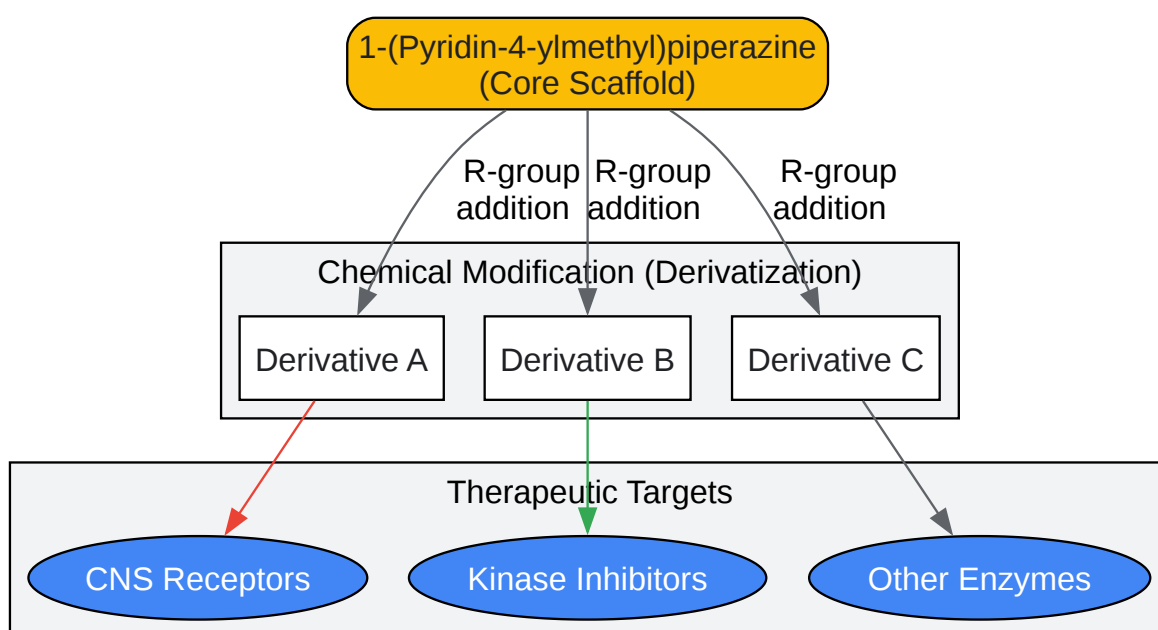 1-(Pyridin-4-ylmethyl)piperazine
(Core Scaffold)
R-group
addition
R-group
addition
R-group
addition
Chemical Modification (Derivatization)
Derivative A
Derivative B
Derivative C
Therapeutic Targets
CNS Receptors
Kinase Inhibitors
Other Enzymes